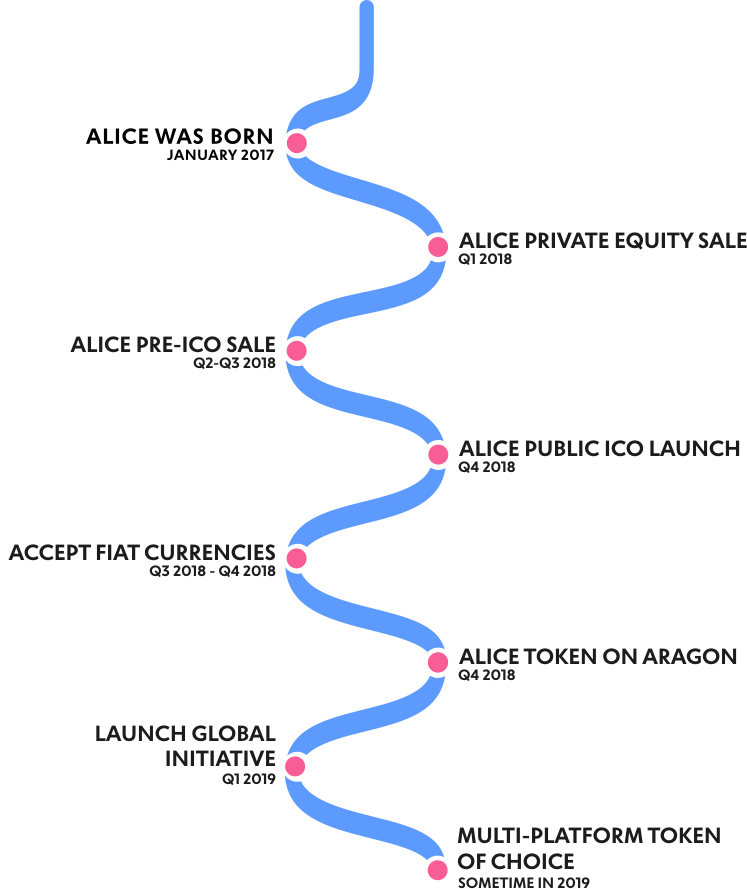 ALICE WAS BORN
JANUARY 2017
ALICE PRIVATE EQUITY SALE
Q1 2018
ALICE PRE-ICO SALE
Q2-Q3 2018
ALICE PUBLIC ICO LAUNCH
Q4 2018
ACCEPT FIAT CURRENCIES
Q3 2018 - Q4 2018
ALICE TOKEN ON ARAGON
Q4 2018
LAUNCH GLOBAL
INITIATIVE
Q1 2019
MULTI-PLATFORM TOKEN
OF CHOICE
SOMETIME IN 2019